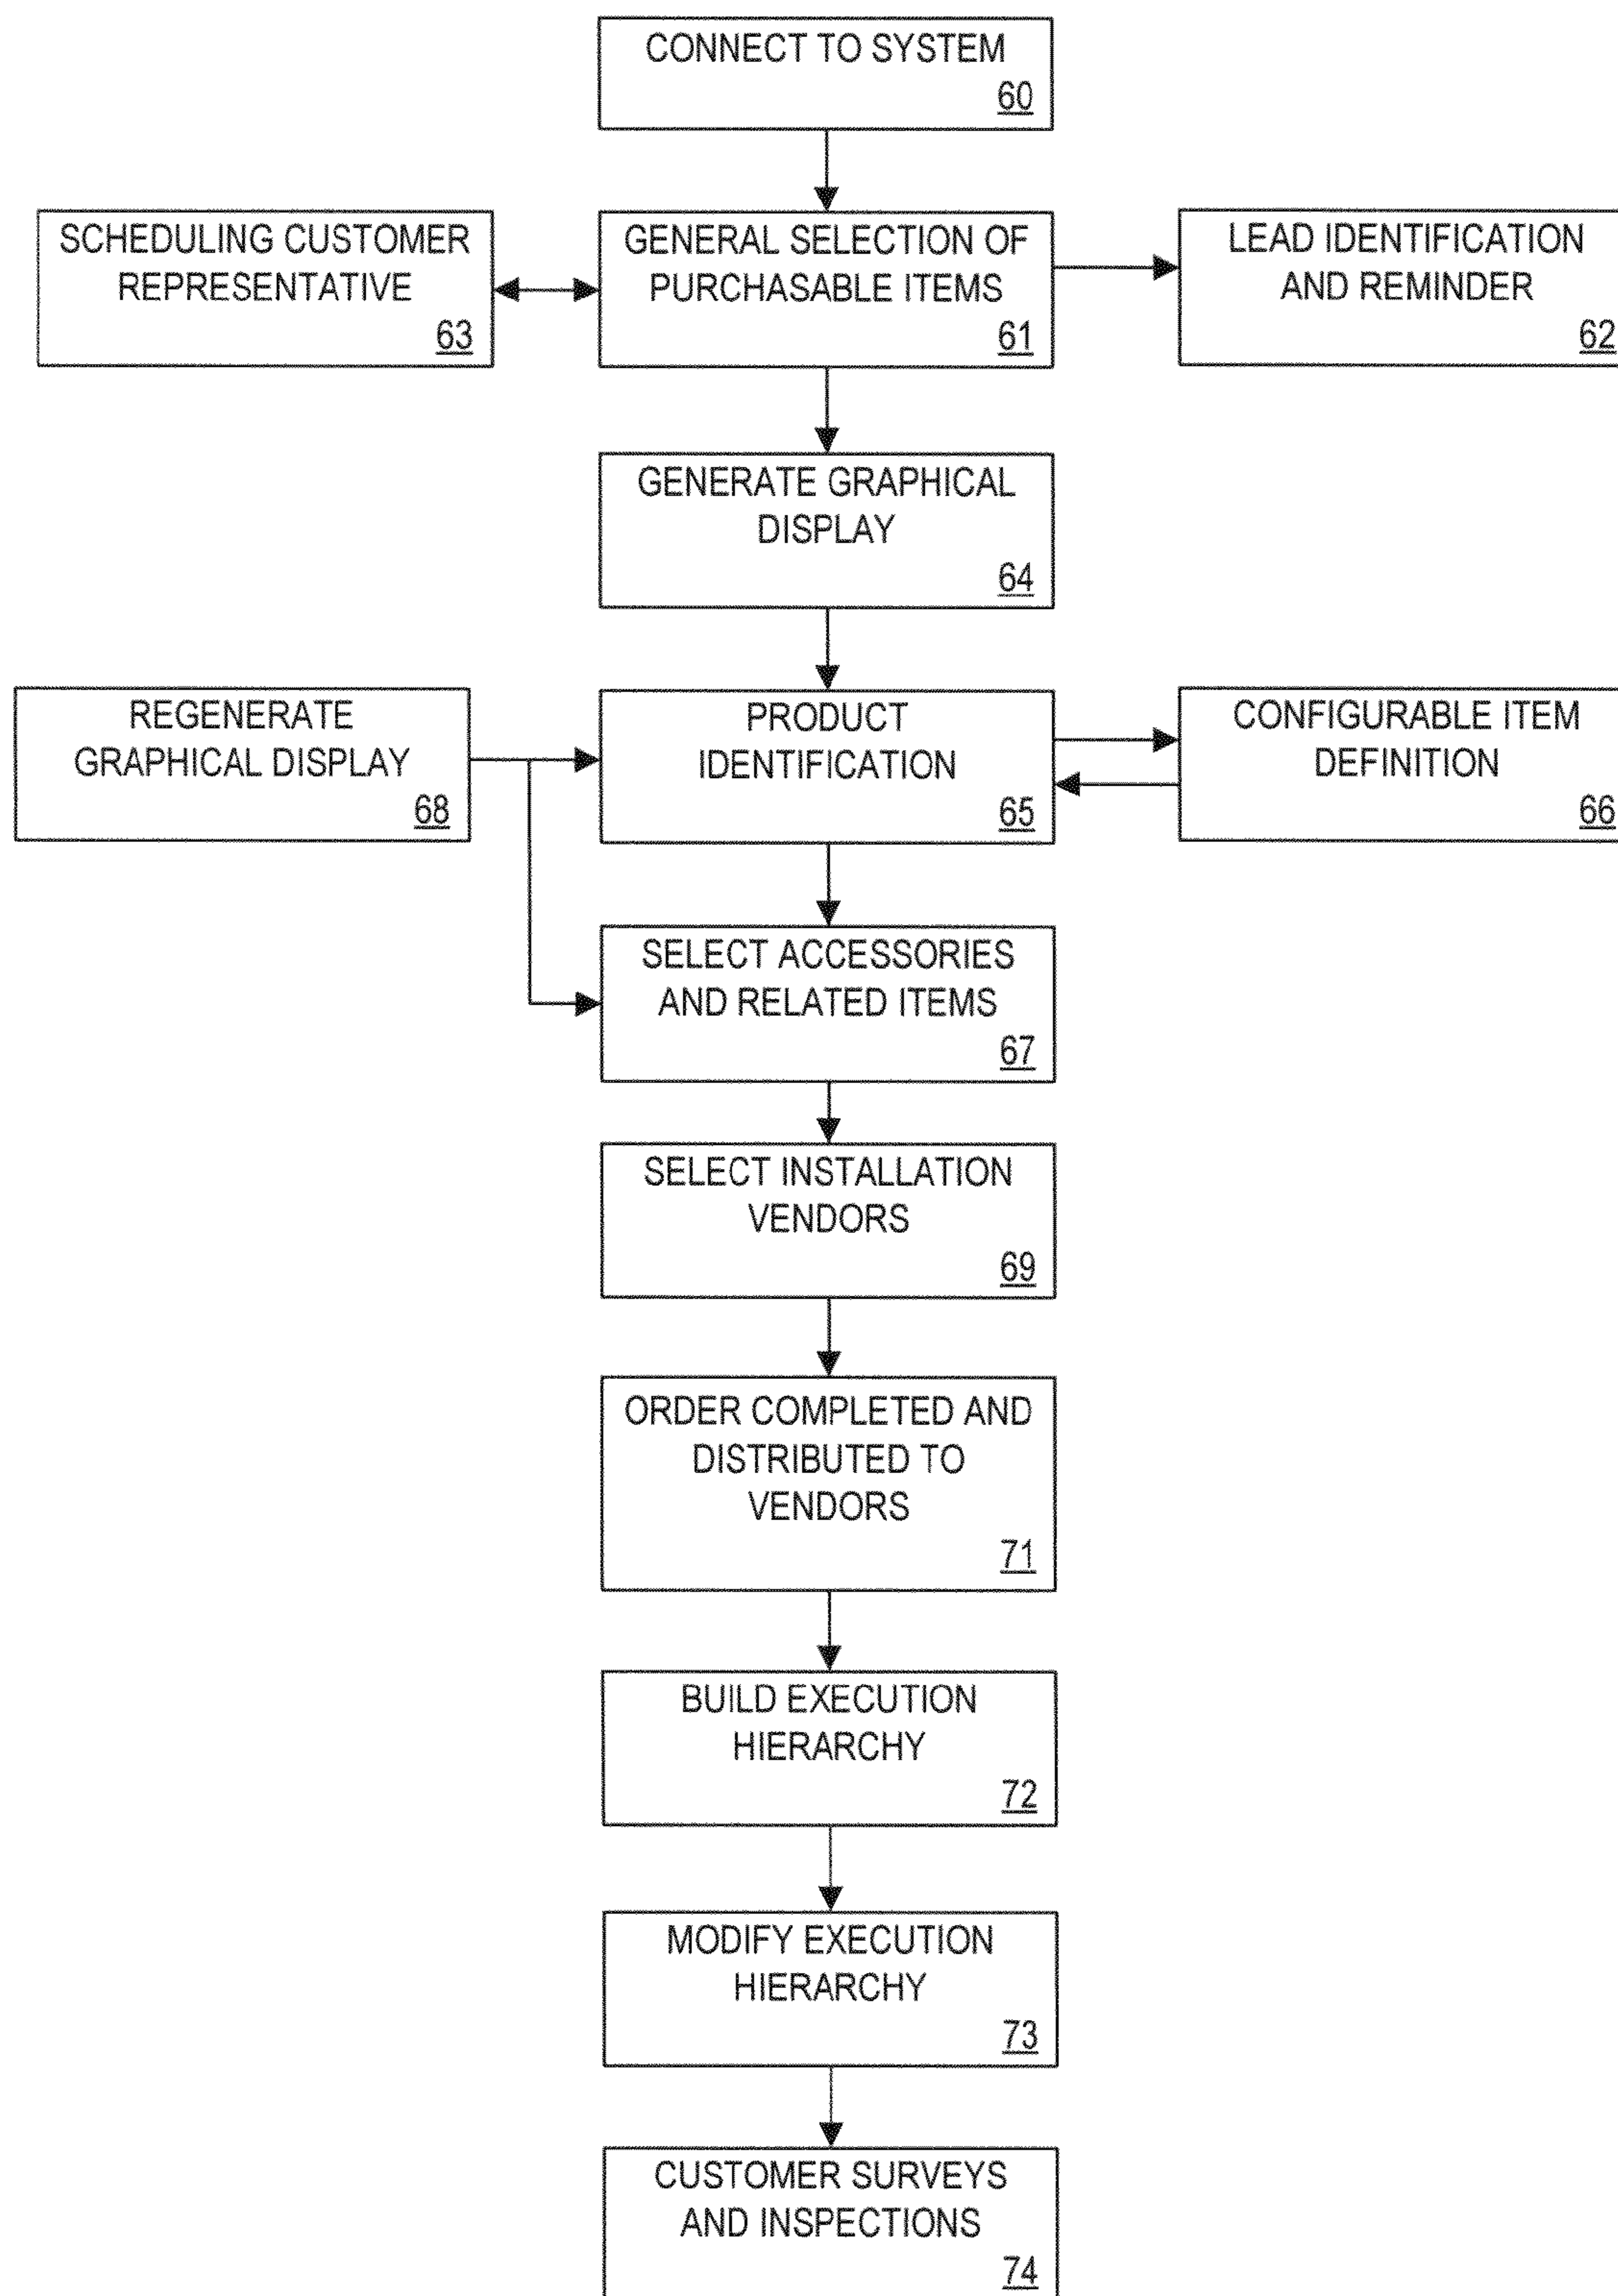 CONNECT TO SYSTEM
60
SCHEDULING CUSTOMER
REPRESENTATIVE
63
GENERAL SELECTION OF
PURCHASABLE ITEMS
61
LEAD IDENTIFICATION
AND REMINDER
62
GENERATE GRAPHICAL
DISPLAY
64
REGENERATE
GRAPHICAL DISPLAY
68
PRODUCT
IDENTIFICATION
65
CONFIGURABLE ITEM
DEFINITION
66
SELECT ACCESSORIES
AND RELATED ITEMS
67
SELECT INSTALLATION
VENDORS
69
ORDER COMPLETED AND
DISTRIBUTED TO
VENDORS
71
BUILD EXECUTION
HIERARCHY
72
MODIFY EXECUTION
HIERARCHY
73
CUSTOMER SURVEYS
AND INSPECTIONS
74